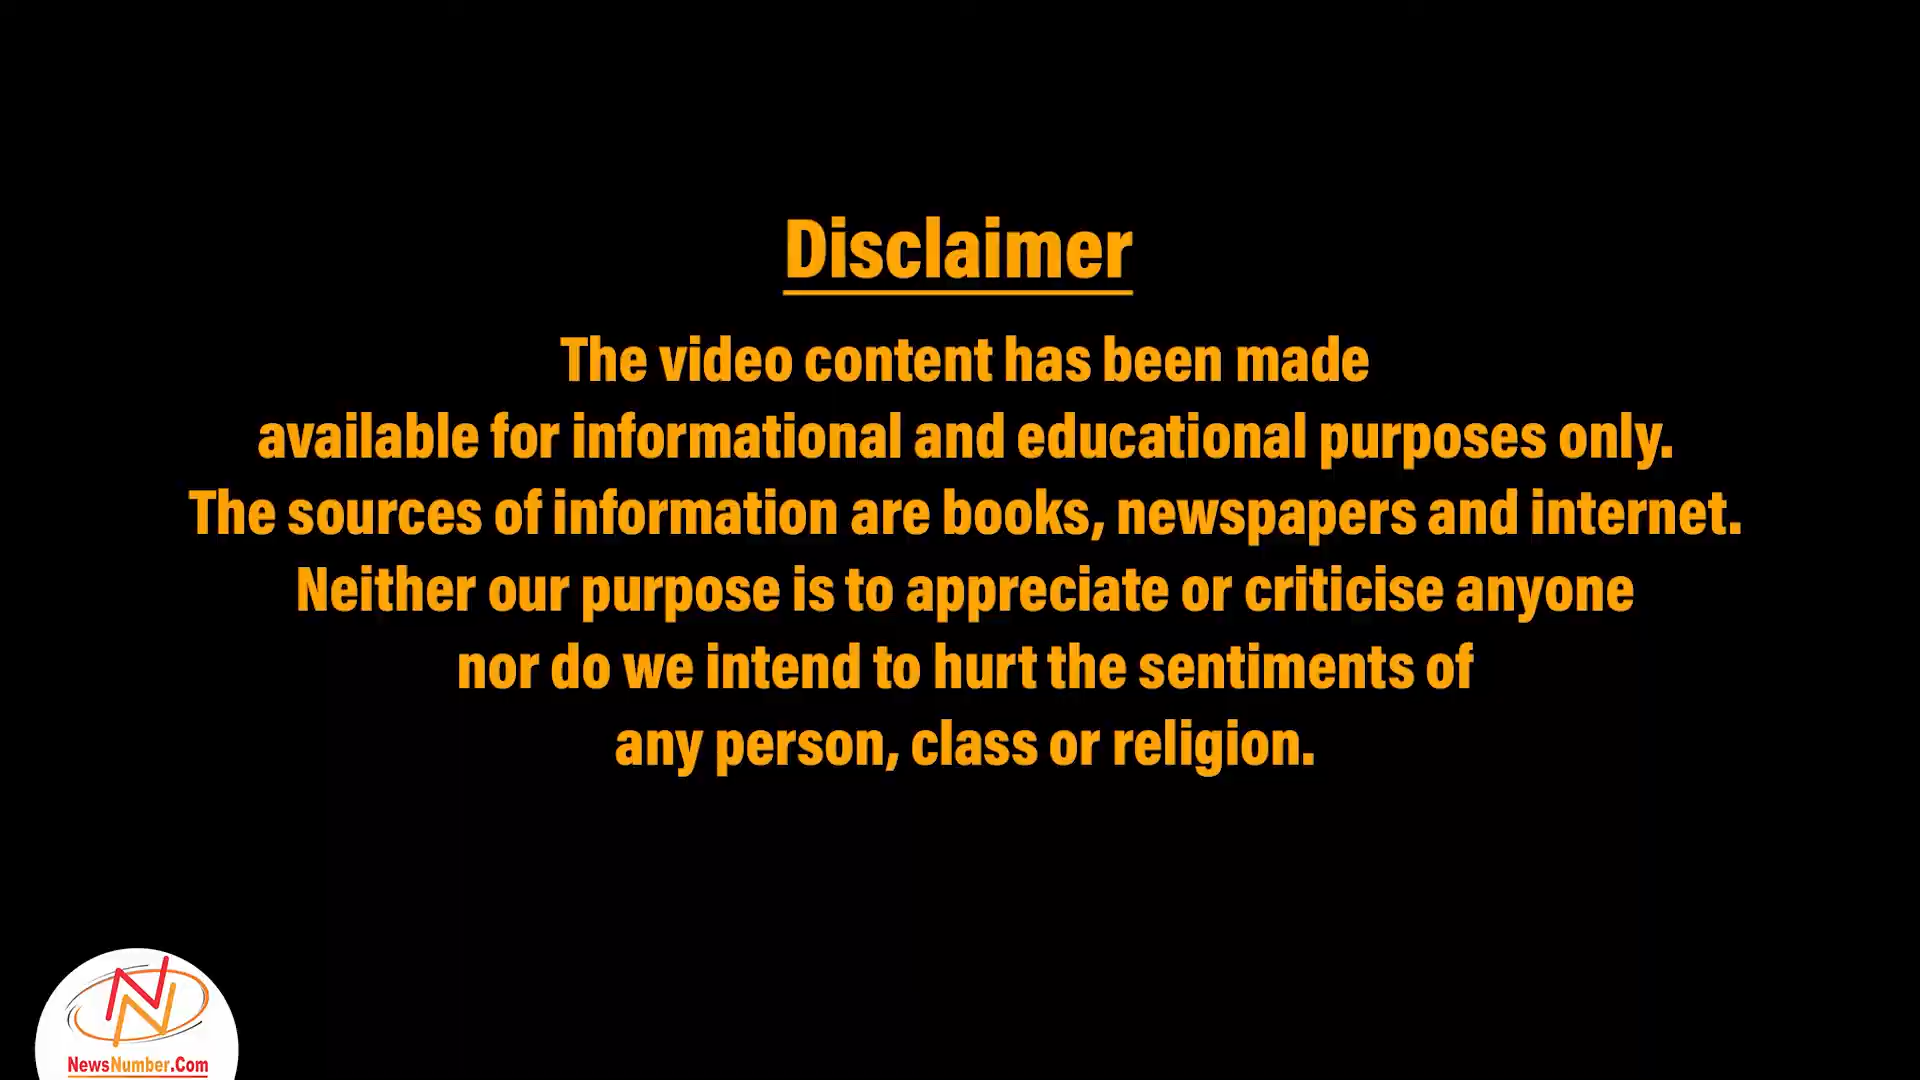 Disclaimer
The video content has been made
available for informational and educational purposes only.
The sources of information are books, newspapers and internet.
Neither our purpose is to appreciate or criticise anyone
nor do we intend to hurt the sentiments of
any person, class or religion.
NN
NewsNumber.Com